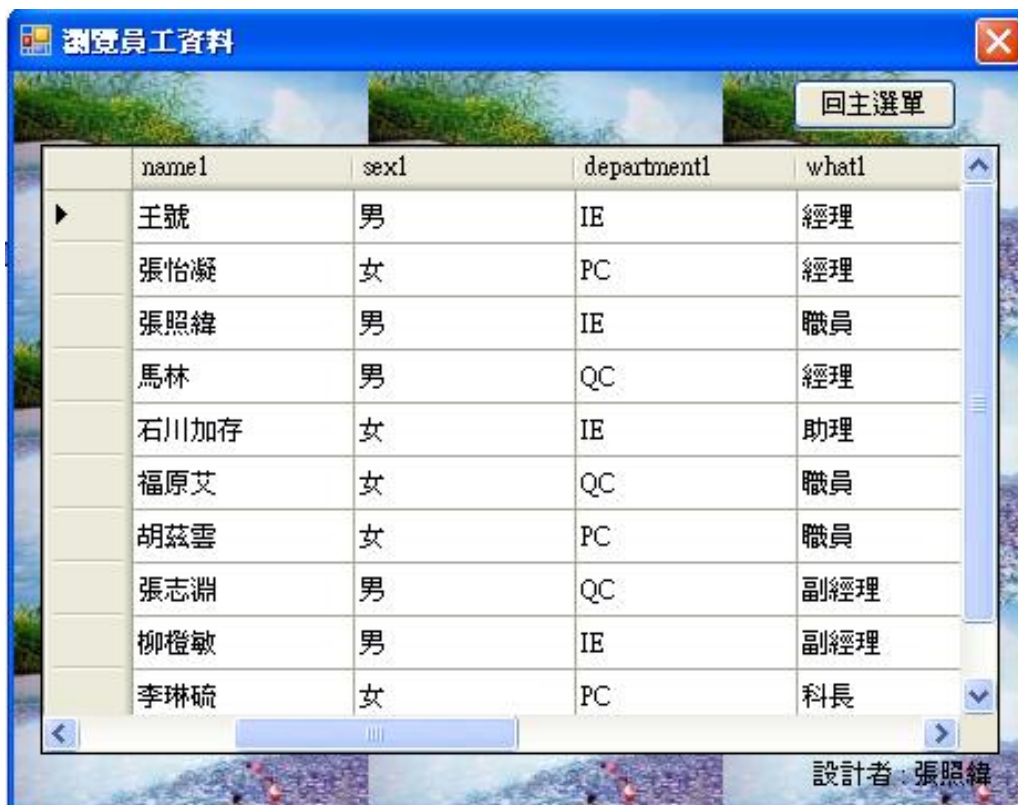 瀏覽員工資料
回主選單
name1 sex1 department1 what1
王號 男 IE 經理
張怡凝 女 PC 經理
張照緯 男 IE 職員
馬林 男 QC 經理
石川加存 女 IE 助理
福原艾 女 QC 職員
胡茲雲 女 PC 職員
張志淵 男 QC 副經理
柳橙敏 男 IE 副經理
李琳硫 女 PC 科長
設計者 : 張照緯